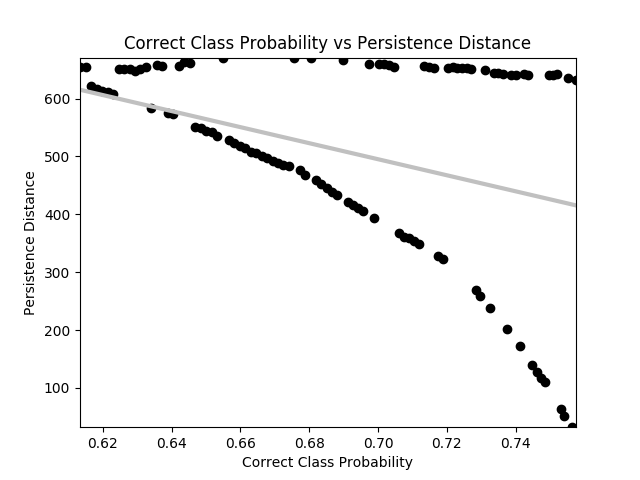 Correct Class Probability vs Persistence Distance
Persistence Distance
600
500
400
300
200
100
0.62 0.64 0.66 0.68 0.70 0.72 0.74
Correct Class Probability